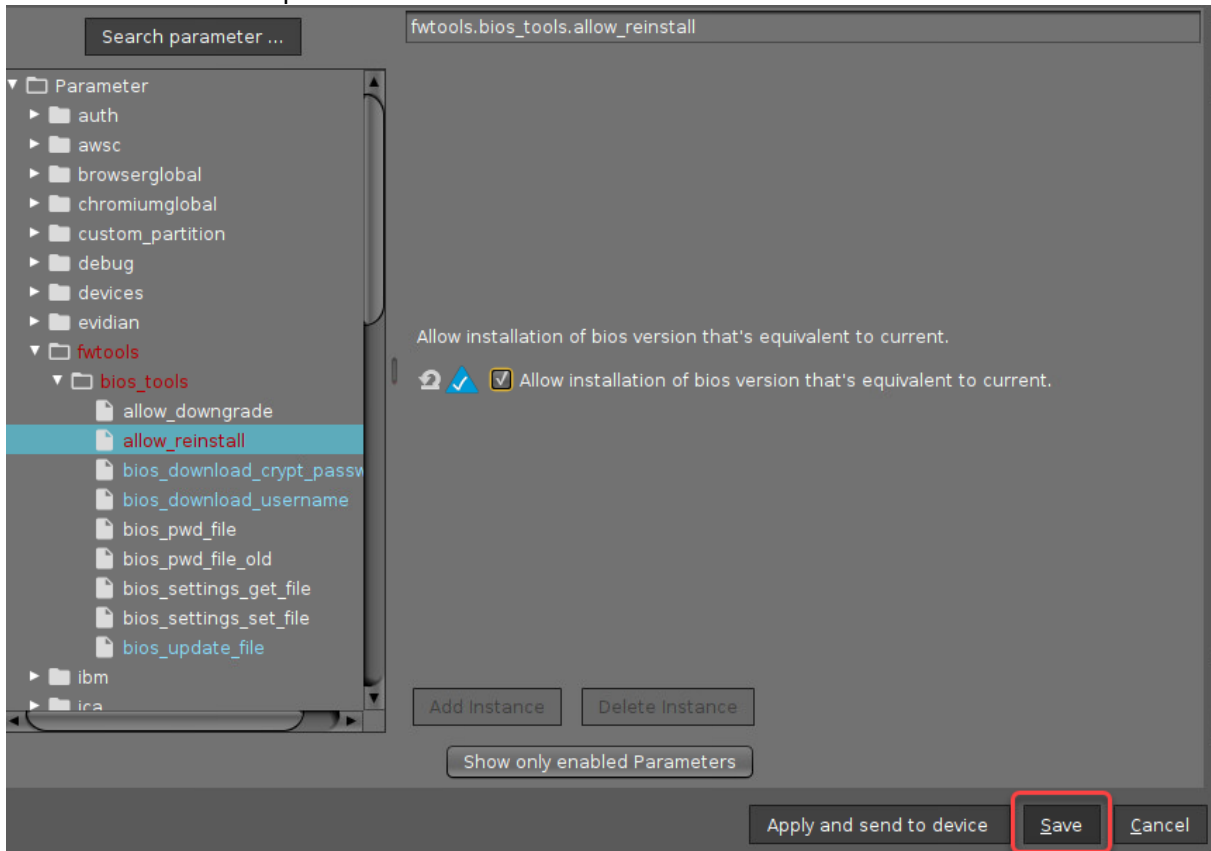 Search parameter ...
fwtools.bios_tools.allow_reinstall
Parameter
auth
awsc
browserglobal
chromiumglobal
custom_partition
debug
devices
evidian
fwtools
bios_tools
allow_downgrade
allow_reinstall
bios_download_crypt_passw
bios_download_username
bios_pwd_file
bios_pwd_file_old
bios_settings_get_file
bios_settings_set_file
bios_update_file
ibm
ica
Allow installation of bios version that's equivalent to current.
Allow installation of bios version that's equivalent to current.
Add Instance Delete Instance
Show only enabled Parameters
Apply and send to device Save Cancel